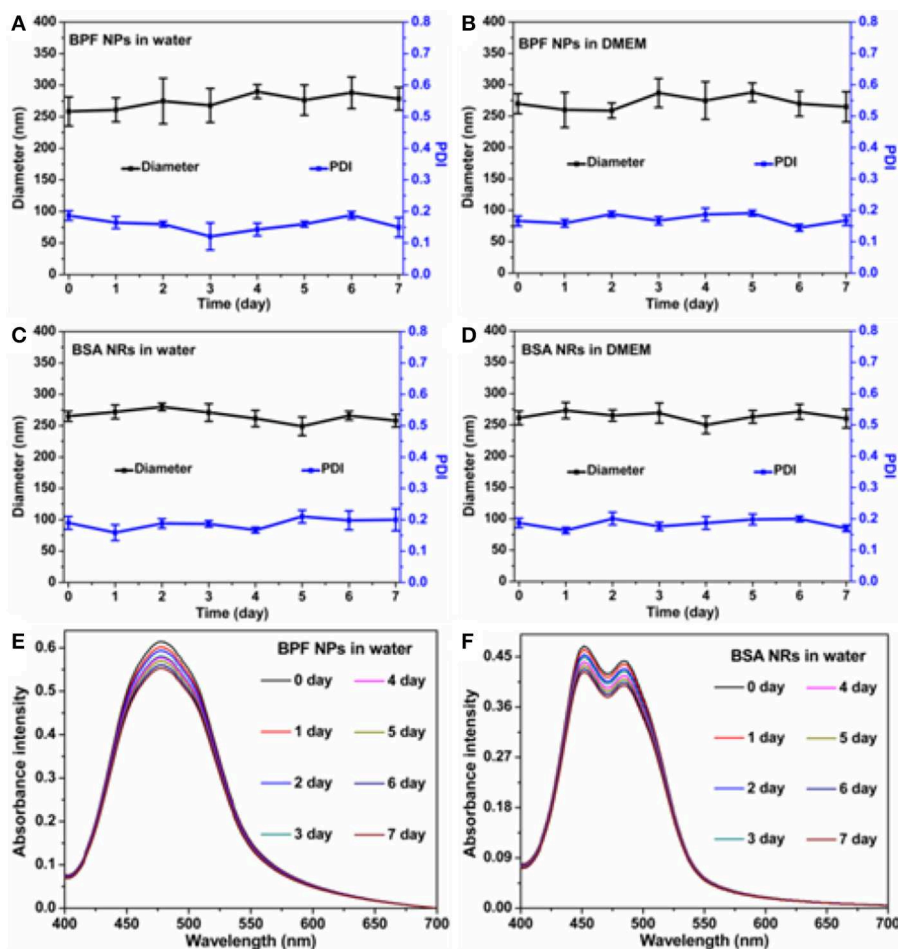 A
BPF NPs in water
400
350
300
250
200
150
100
50
0
Diameter (nm)
Diameter
PDI
0.8
0.7
0.6
0.5
0.4
0.3
0.2
0.1
0.0
PDI
0 1 2 3 4 5 6 7
Time (day)
B
BPF NPs in DMEM
400
350
300
250
200
150
100
50
0
Diameter (nm)
Diameter
PDI
0.8
0.7
0.6
0.5
0.4
0.3
0.2
0.1
0.0
PDI
0 1 2 3 4 5 6 7
Time (day)
C
BSA NRs in water
400
350
300
250
200
150
100
50
0
Diameter (nm)
Diameter
PDI
0.8
0.7
0.6
0.5
0.4
0.3
0.2
0.1
0.0
PDI
0 1 2 3 4 5 6 7
Time (day)
D
BSA NRs in DMEM
400
350
300
250
200
150
100
50
0
Diameter (nm)
Diameter
PDI
0.8
0.7
0.6
0.5
0.4
0.3
0.2
0.1
0.0
PDI
0 1 2 3 4 5 6 7
Time (day)
E
BPF NPs in water
0.6
0.5
0.4
0.3
0.2
0.1
0.0
Absorbance intensity
0 day 4 day
1 day 5 day
2 day 6 day
3 day 7 day
400 450 500 550 600 650 700
Wavelength (nm)
F
BSA NRs in water
0.45
0.36
0.27
0.18
0.09
0.00
Absorbance intensity
0 day 4 day
1 day 5 day
2 day 6 day
3 day 7 day
400 450 500 550 600 650 700
Wavelength (nm)